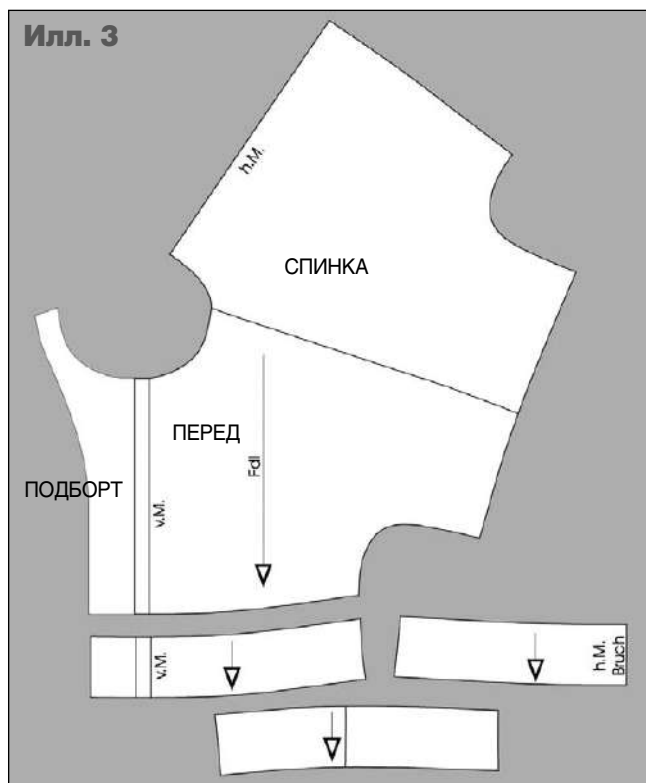 Илл. 3
h.M.
СПИНКА
ПЕРЕД
Fdl
ПОДБОРТ
v.M.
v.M.
h.M.
Bruch